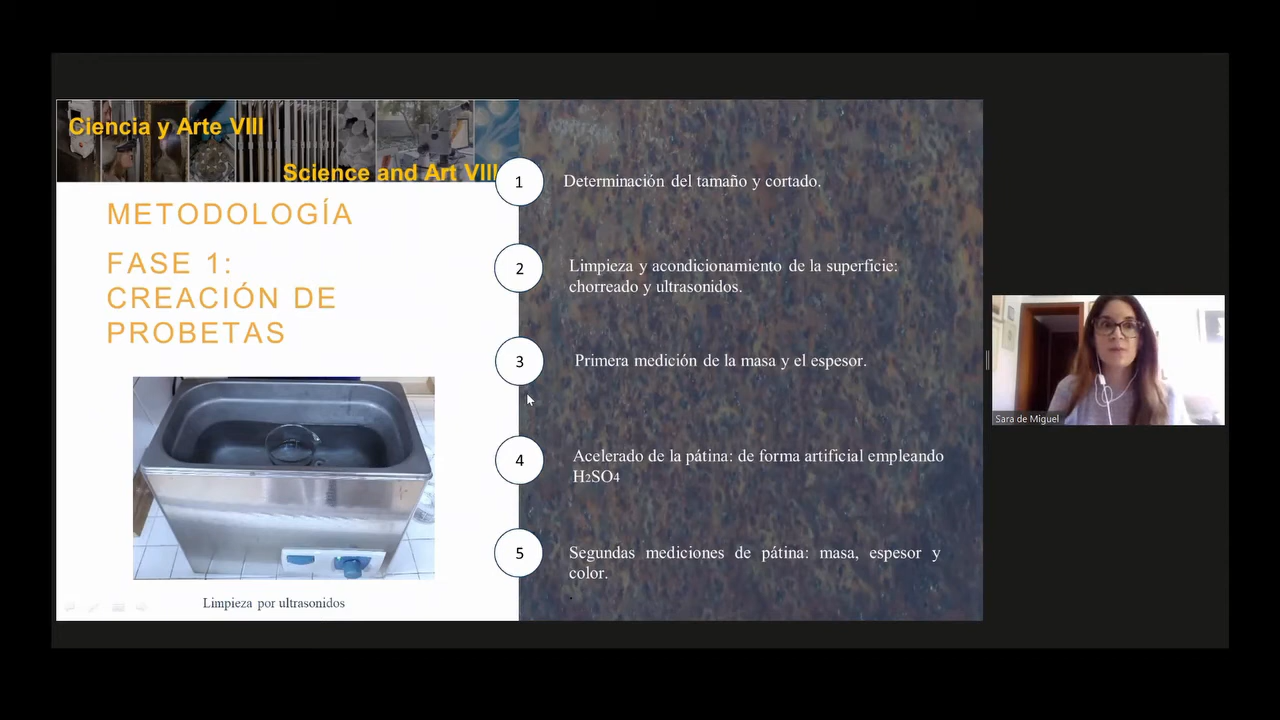 Ciencia y Arte VIII
Science and Art VIII
METODOLOGÍA
FASE 1:
CREACIÓN DE
PROBETAS
Limpieza por ultrasonidos
1
Determinación del tamaño y cortado.
2
Limpieza y acondicionamiento de la superficie:
chorreado y ultrasonidos.
3
Primera medición de la masa y el espesor.
4
Acelerado de la pátina: de forma artificial empleando
H2SO4
5
Segundas mediciones de pátina: masa, espesor y
color.
.
Sara de Miguel